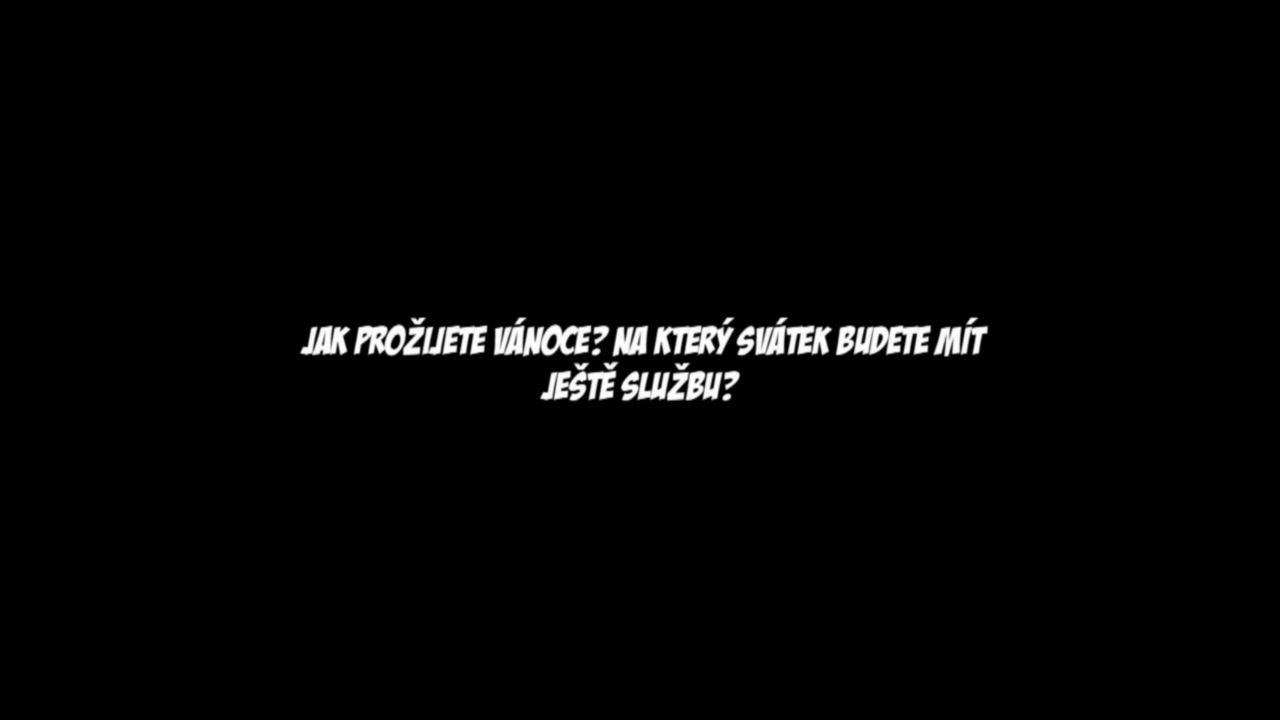 JAK PROŽIJETE VÁNOCE? NA KTERÝ SVÁTEK BUDETE MÍT
JEŠTĚ SLUŽBU?